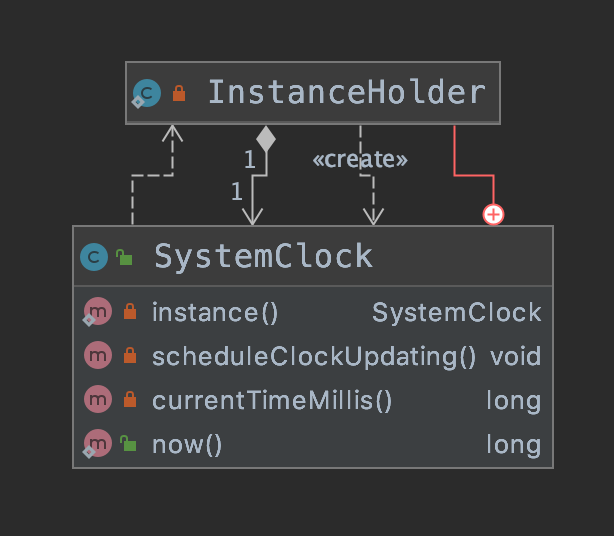 C InstanceHolder
1 «create»
1
C SystemClock
m instance() SystemClock
m scheduleClockUpdating() void
m currentTimeMillis() long
m now() long